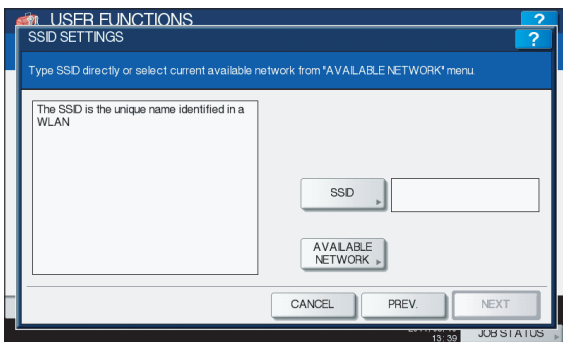 USER FUNCTIONS
?
SSID SETTINGS
?
Type SSID directly or select current available network from "AVAILABLE NETWORK" menu.
The SSID is the unique name identified in a
WLAN
SSID
AVAILABLE
NETWORK
CANCEL
PREV.
NEXT
13:39
JOB STATUS